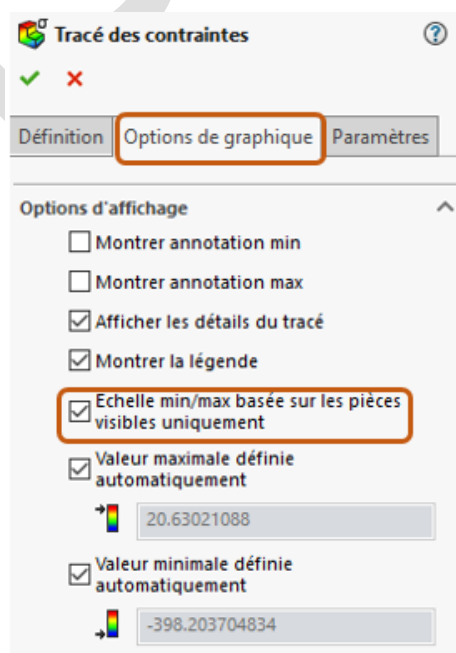 Tracé des contraintes
Définition Options de graphique Paramètres
Options d'affichage
Montrer annotation min
Montrer annotation max
Afficher les détails du tracé
Montrer la légende
Echelle min/max basée sur les pièces
visibles uniquement
Valeur maximale définie
automatiquement
20.63021088
Valeur minimale définie
automatiquement
-398.203704834